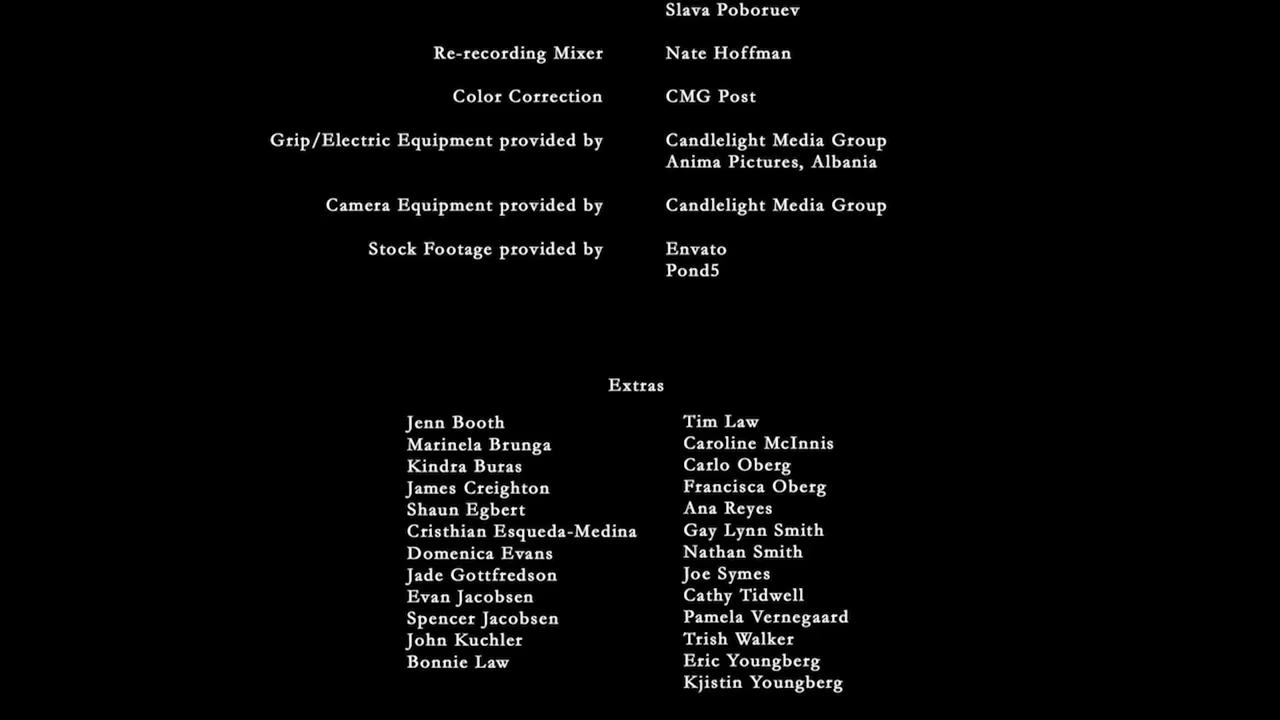 Slava Poboruev
Re-recording Mixer Nate Hoffman
Color Correction CMG Post
Grip/Electric Equipment provided by Candlelight Media Group
Anima Pictures, Albania
Camera Equipment provided by Candlelight Media Group
Stock Footage provided by Envato
Pond5
Extras
Jenn Booth
Marinela Brunga
Kindra Buras
James Creighton
Shaun Egbert
Cristhian Esqueda-Medina
Domenica Evans
Jade Gottfredson
Evan Jacobsen
Spencer Jacobsen
John Kuchler
Bonnie Law
Tim Law
Caroline McInnis
Carlo Oberg
Francisca Oberg
Ana Reyes
Gay Lynn Smith
Nathan Smith
Joe Symes
Cathy Tidwell
Pamela Vernegaard
Trish Walker
Eric Youngberg
Kjistin Youngberg